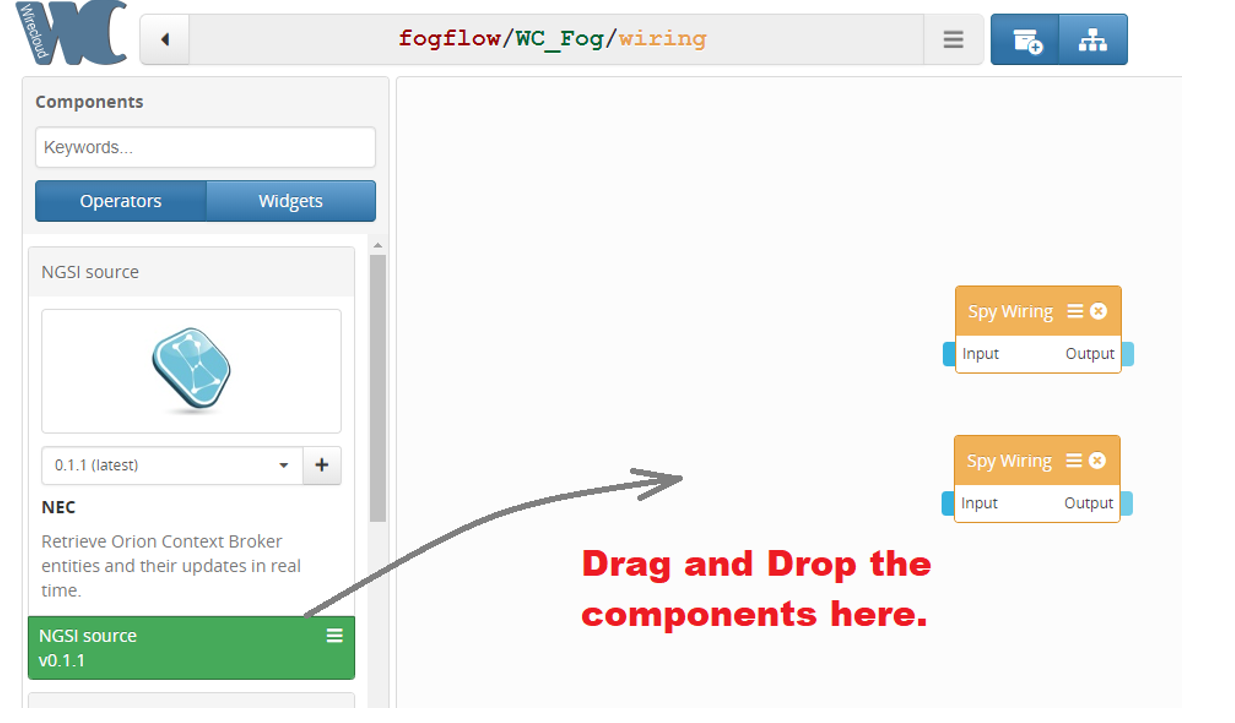 Wirecloud
WC
fogflow/WC_Fog/wiring
Components
Keywords...
Operators Widgets
NGSI source
0.1.1 (latest)
+
NEC
Retrieve Orion Context Broker
entities and their updates in real
time.
NGSI source
v0.1.1
Spy Wiring
Input Output
Spy Wiring
Input Output
Drag and Drop the
components here.